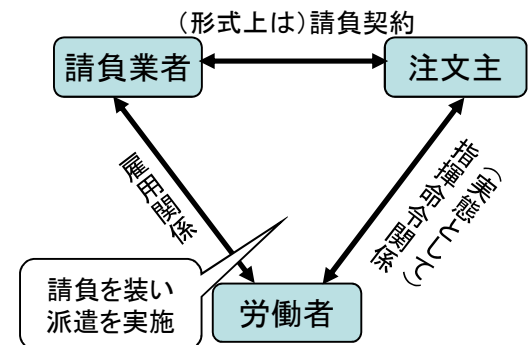 （形式上は）請負契約
請負業者
注文主
雇用関係
（実態として）
指揮命令関係
請負を装い
派遣を実施
労働者